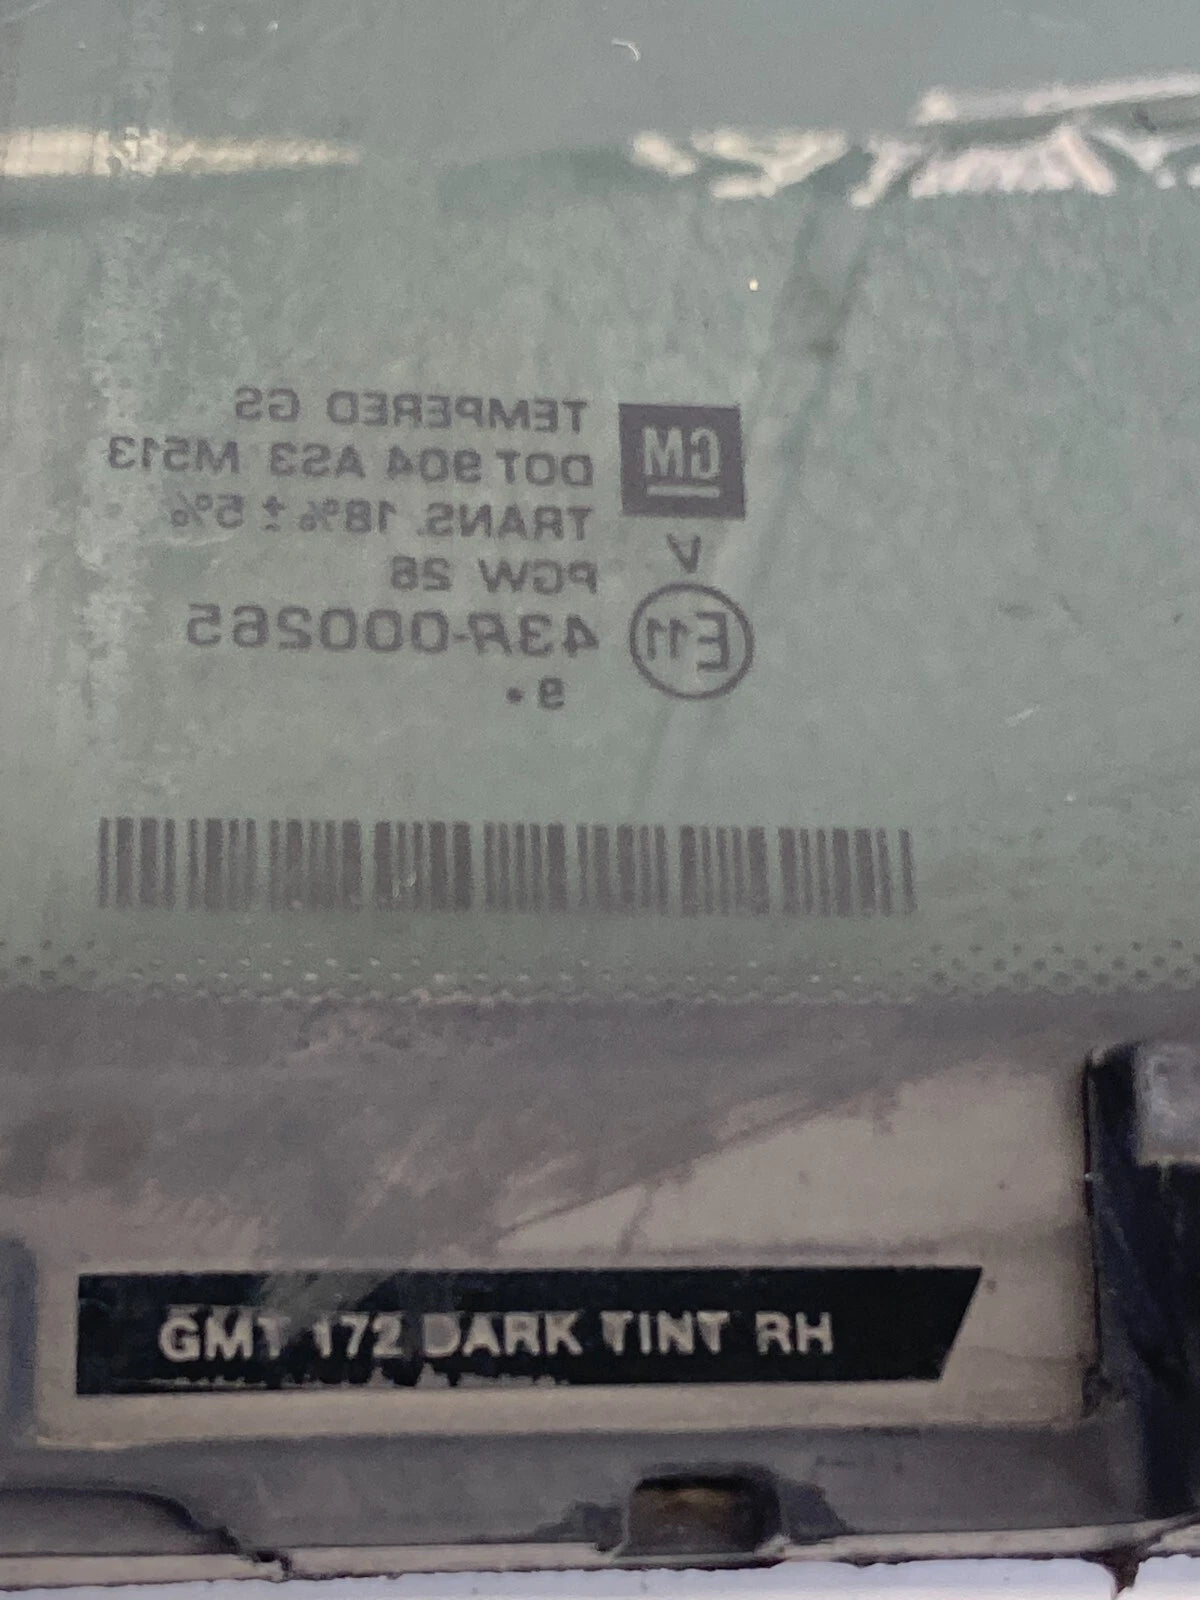 TEMPERED GS
GM
DOT 904 AS3 M513
TRANS. 18% ± 5%
V
PGW 28
E11
43R-000265
9 •
GMT 172 DARK TINT RH